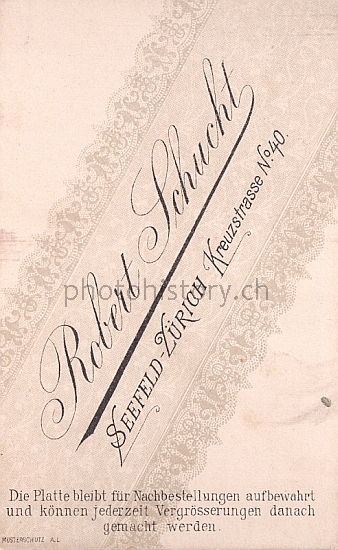 Robert Schucht
SEEFELD-ZÜRICH Kreuzstrasse No 40.
photohistory.ch
Die Platte bleibt für Nachbestellungen aufbewahrt
und können jederzeit Vergrösserungen danach
gemacht werden.
MUSTERSCHUTZ A.L